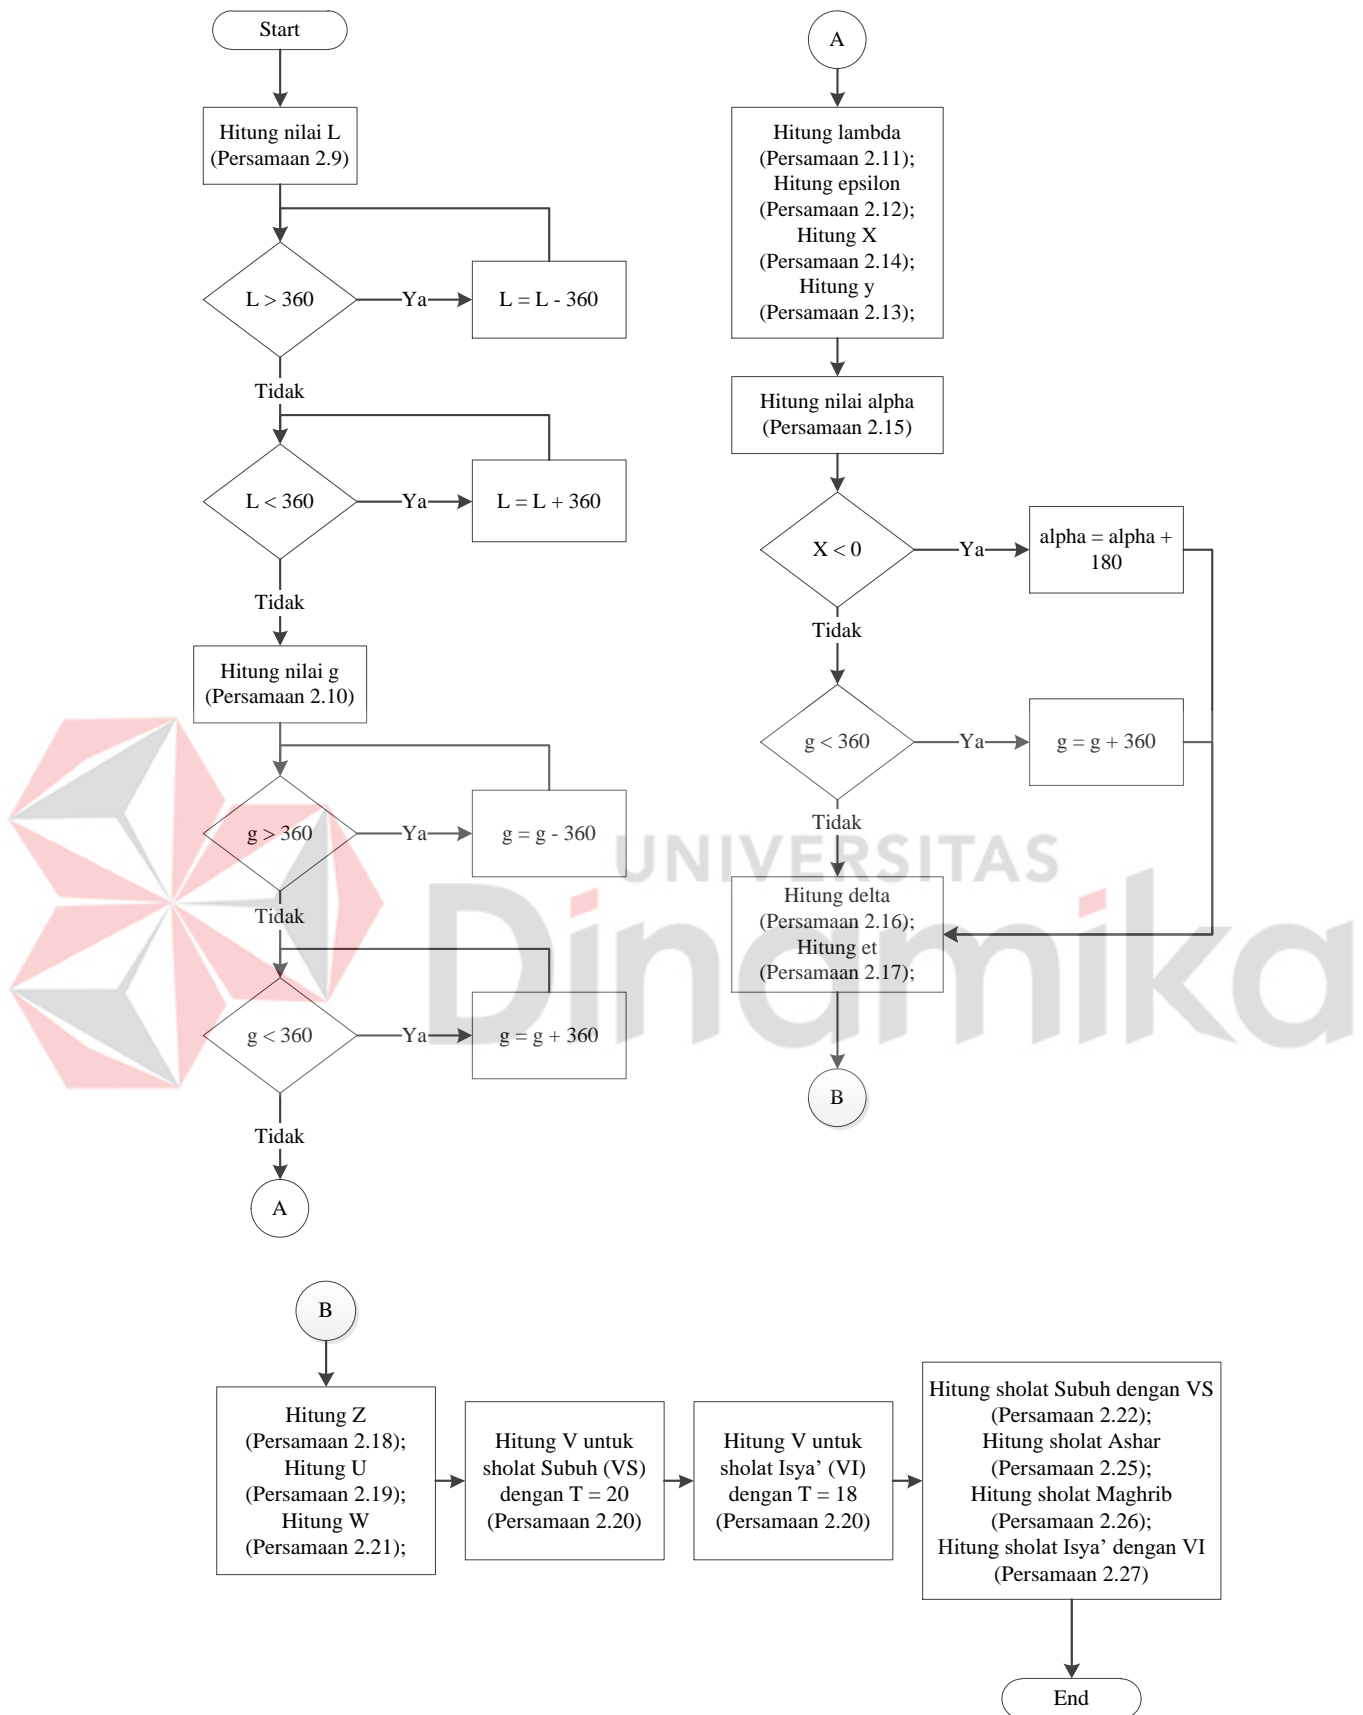 Start
Hitung nilai L
(Persamaan 2.9)
L > 360
Ya
L = L - 360
Tidak
L < 360
Ya
L = L + 360
Tidak
Hitung nilai g
(Persamaan 2.10)
g > 360
Ya
g = g - 360
Tidak
g < 360
Ya
g = g + 360
Tidak
A
A
Hitung lambda
(Persamaan 2.11);
Hitung epsilon
(Persamaan 2.12);
Hitung X
(Persamaan 2.14);
Hitung y
(Persamaan 2.13);
Hitung nilai alpha
(Persamaan 2.15)
X < 0
Ya
alpha = alpha +
180
Tidak
g < 360
Ya
g = g + 360
Tidak
Hitung delta
(Persamaan 2.16);
Hitung et
(Persamaan 2.17);
B
UNIVERSITAS
Dinamika
B
Hitung Z
(Persamaan 2.18);
Hitung U
(Persamaan 2.19);
Hitung W
(Persamaan 2.21);
Hitung V untuk
sholat Subuh (VS)
dengan T = 20
(Persamaan 2.20)
Hitung V untuk
sholat Isya’ (VI)
dengan T = 18
(Persamaan 2.20)
Hitung sholat Subuh dengan VS
(Persamaan 2.22);
Hitung sholat Ashar
(Persamaan 2.25);
Hitung sholat Maghrib
(Persamaan 2.26);
Hitung sholat Isya’ dengan VI
(Persamaan 2.27)
End